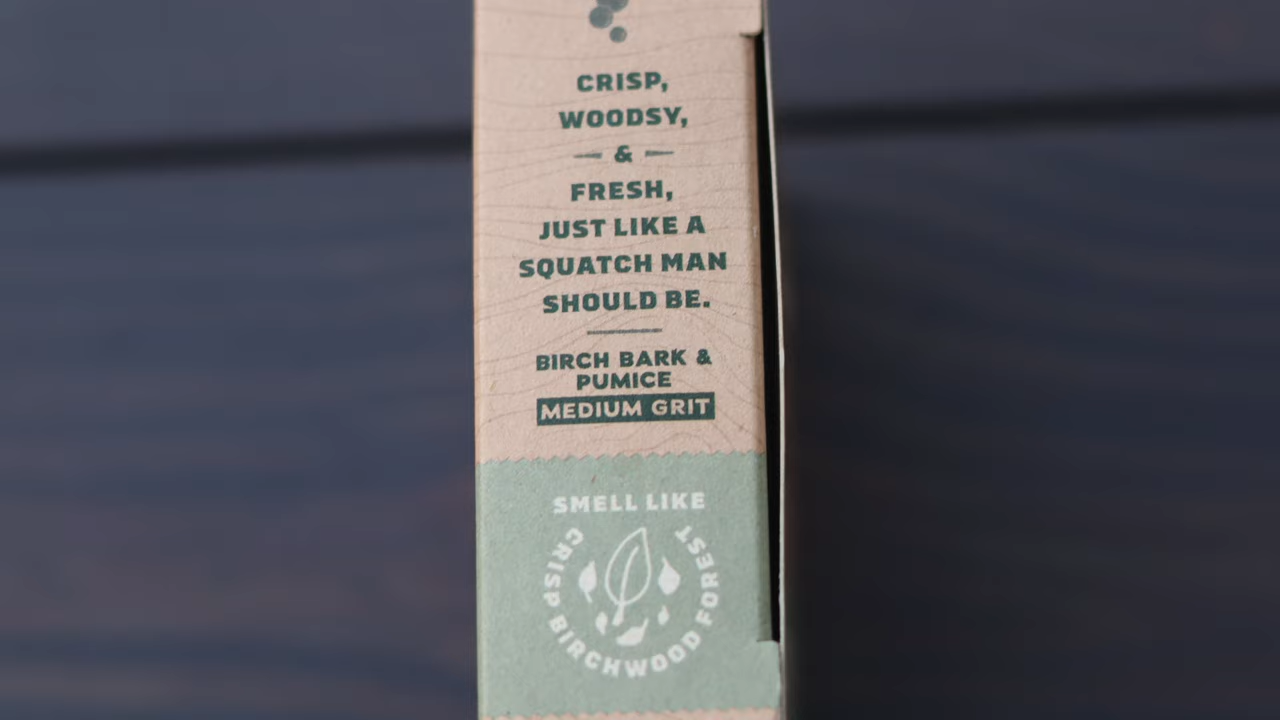 CRISP,
WOODSY,
&
FRESH,
JUST LIKE A
SQUATCH MAN
SHOULD BE.
BIRCH BARK &
PUMICE
MEDIUM GRIT
SMELL LIKE
CRISP BIRCHWOOD FOREST